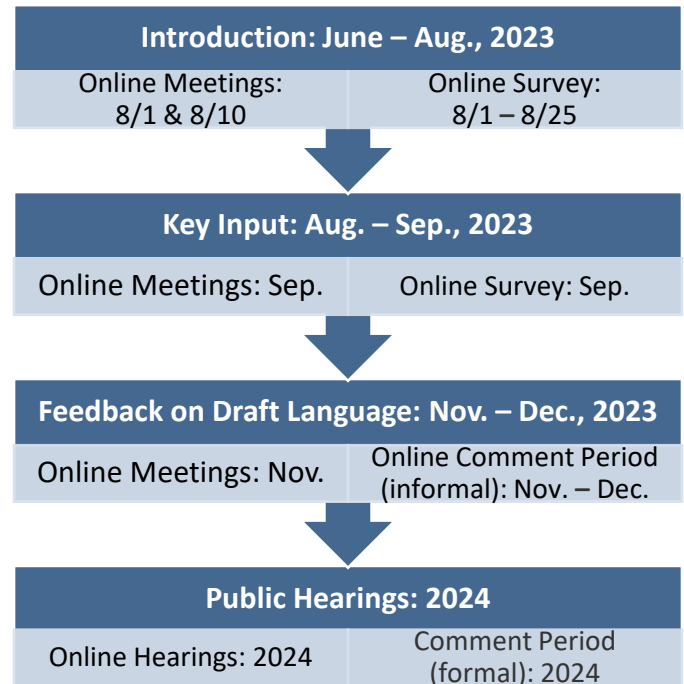 Introduction: June – Aug., 2023
Online Meetings:
8/1 & 8/10
Online Survey:
8/1 – 8/25
Key Input: Aug. – Sep., 2023
Online Meetings: Sep.
Online Survey: Sep.
Feedback on Draft Language: Nov. – Dec., 2023
Online Meetings: Nov.
Online Comment Period
(informal): Nov. – Dec.
Public Hearings: 2024
Online Hearings: 2024
Comment Period
(formal): 2024